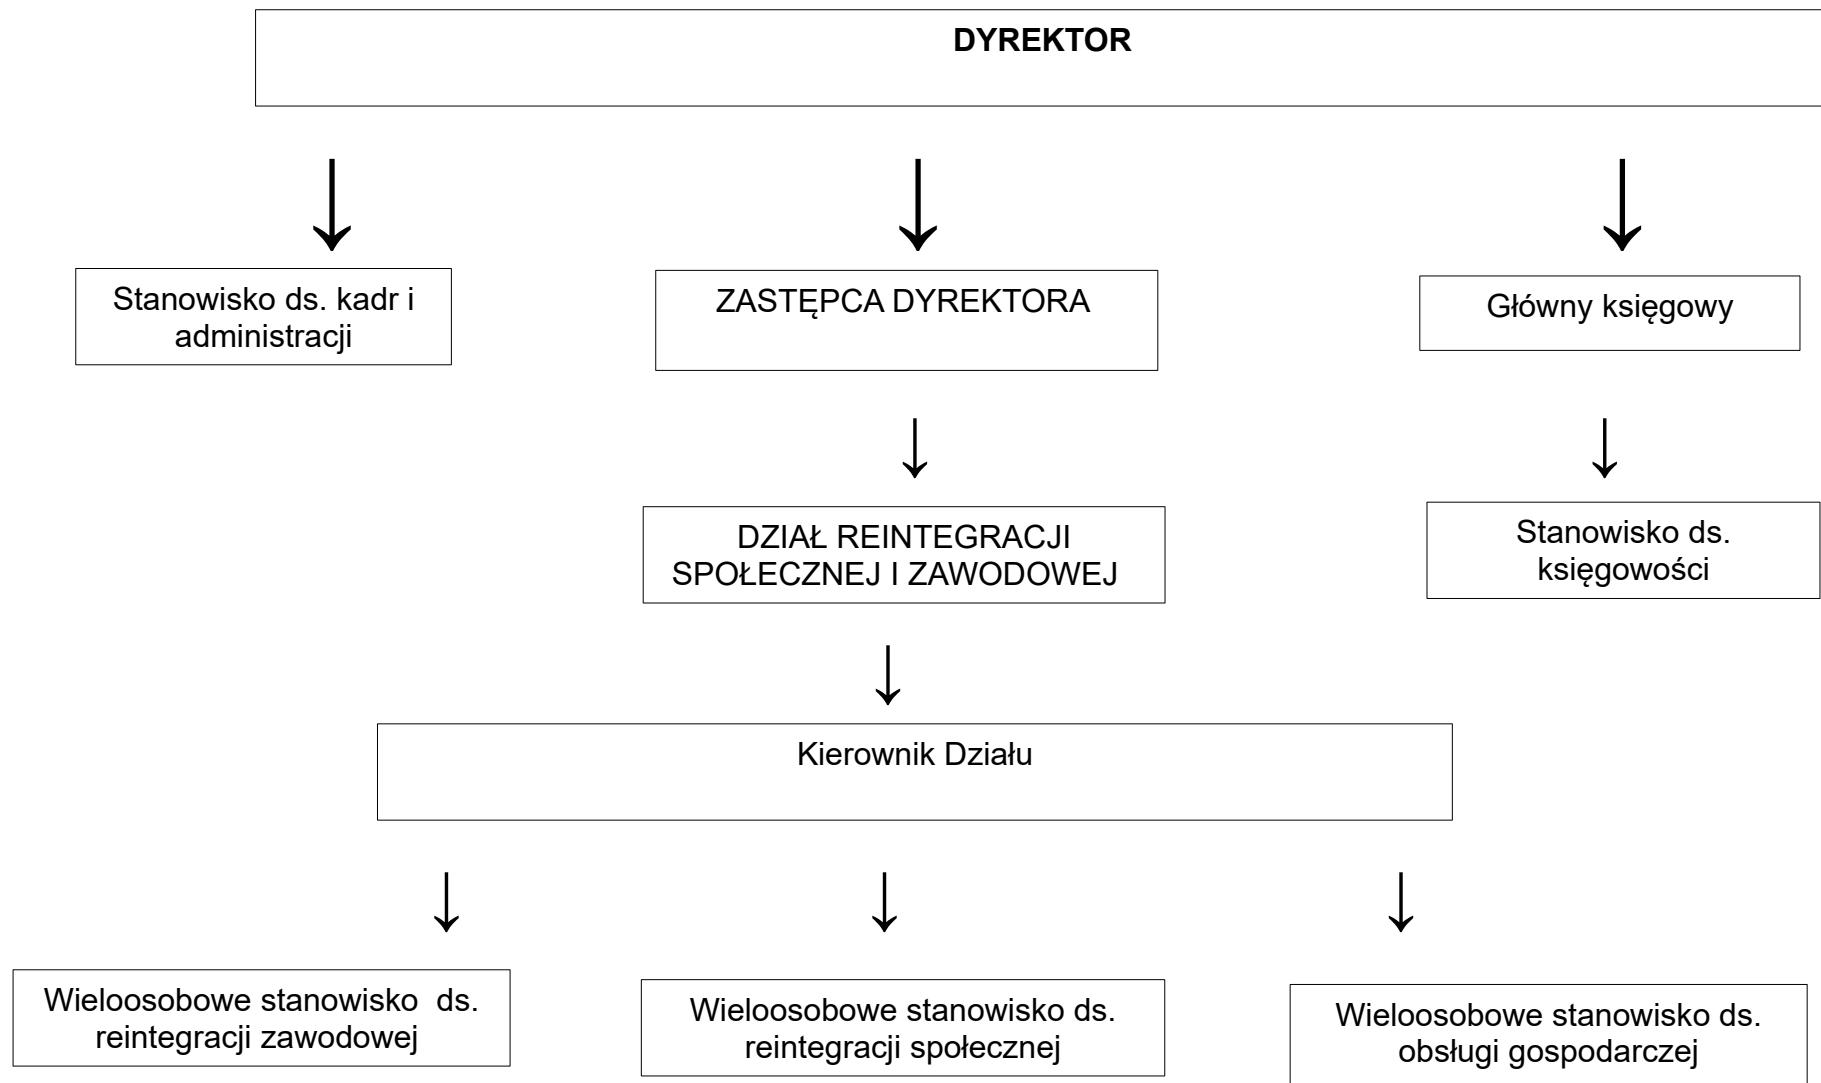 DYREKTOR
Stanowisko ds. kadr i
administracji
ZASTĘPCA DYREKTORA
Główny księgowy
DZIAŁ REINTEGRACJI
SPOŁECZNEJ I ZAWODOWEJ
Stanowisko ds.
księgowości
Kierownik Działu
Wieloosobowe stanowisko  ds.
reintegracji zawodowej
Wieloosobowe stanowisko ds.
reintegracji społecznej
Wieloosobowe stanowisko ds.
obsługi gospodarczej